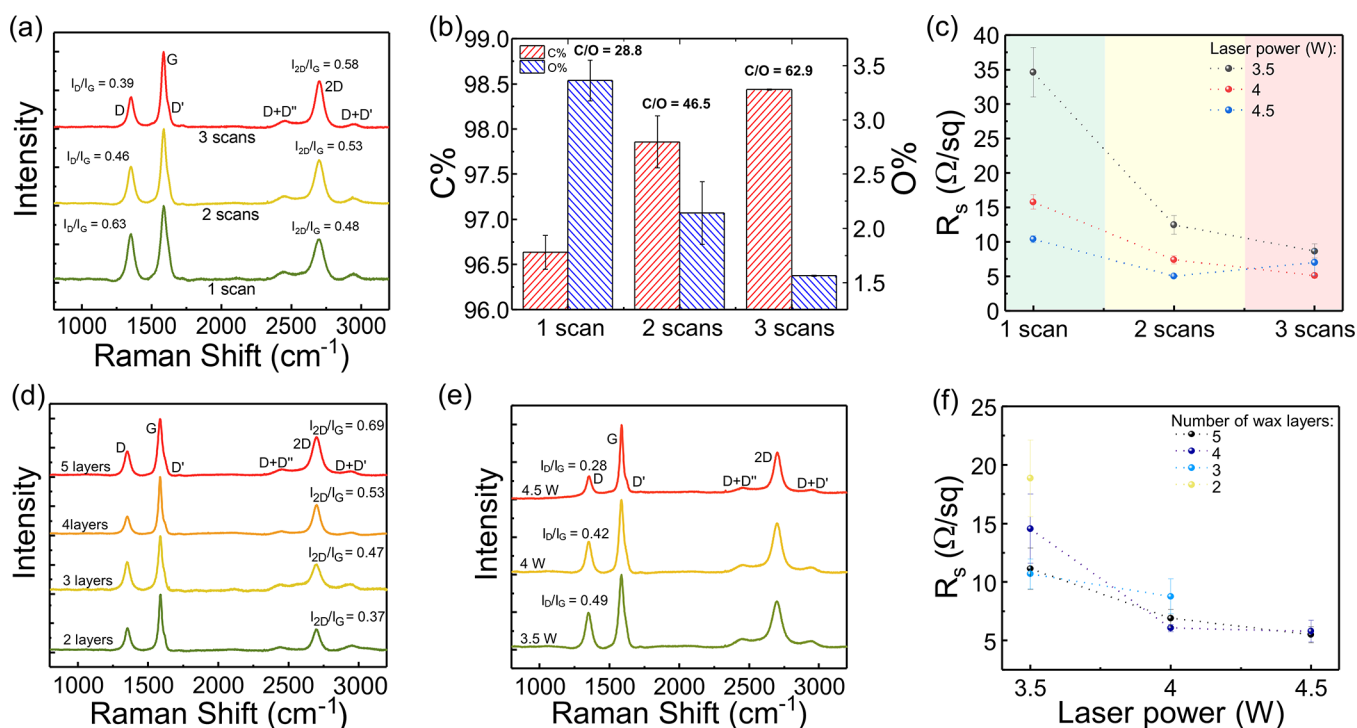 (a)
Intensity
I_D/I_G = 0.39
I_2D/I_G = 0.58
G
D
D'
D+D''
2D
D+D'
3 scans
I_D/I_G = 0.46
I_2D/I_G = 0.53
2 scans
I_D/I_G = 0.63
I_2D/I_G = 0.48
1 scan
1000 1500 2000 2500 3000
Raman Shift (cm⁻¹)
(b)
C%
O%
C%
O%
C/O = 28.8
C/O = 46.5
C/O = 62.9
99.0
98.5
98.0
97.5
97.0
96.5
96.0
3.5
3.0
2.5
2.0
1.5
1 scan 2 scans 3 scans
(c)
R_s (Ω/sq)
Laser power (W):
3.5
4
4.5
40
35
30
25
20
15
10
5
0
1 scan 2 scans 3 scans
(d)
Intensity
G
D
D'
D+D''
2D
D+D'
I_2D/I_G = 0.69
5 layers
I_2D/I_G = 0.53
4layers
I_2D/I_G = 0.47
3 layers
I_2D/I_G = 0.37
2 layers
1000 1500 2000 2500 3000
Raman Shift (cm⁻¹)
(e)
Intensity
G
I_D/I_G = 0.28
D
D'
D+D''
2D
D+D'
4.5 W
I_D/I_G = 0.42
4 W
I_D/I_G = 0.49
3.5 W
1000 1500 2000 2500 3000
Raman Shift (cm⁻¹)
(f)
R_s (Ω/sq)
Number of wax layers:
5
4
3
2
25
20
15
10
5
3.5 4 4.5
Laser power (W)